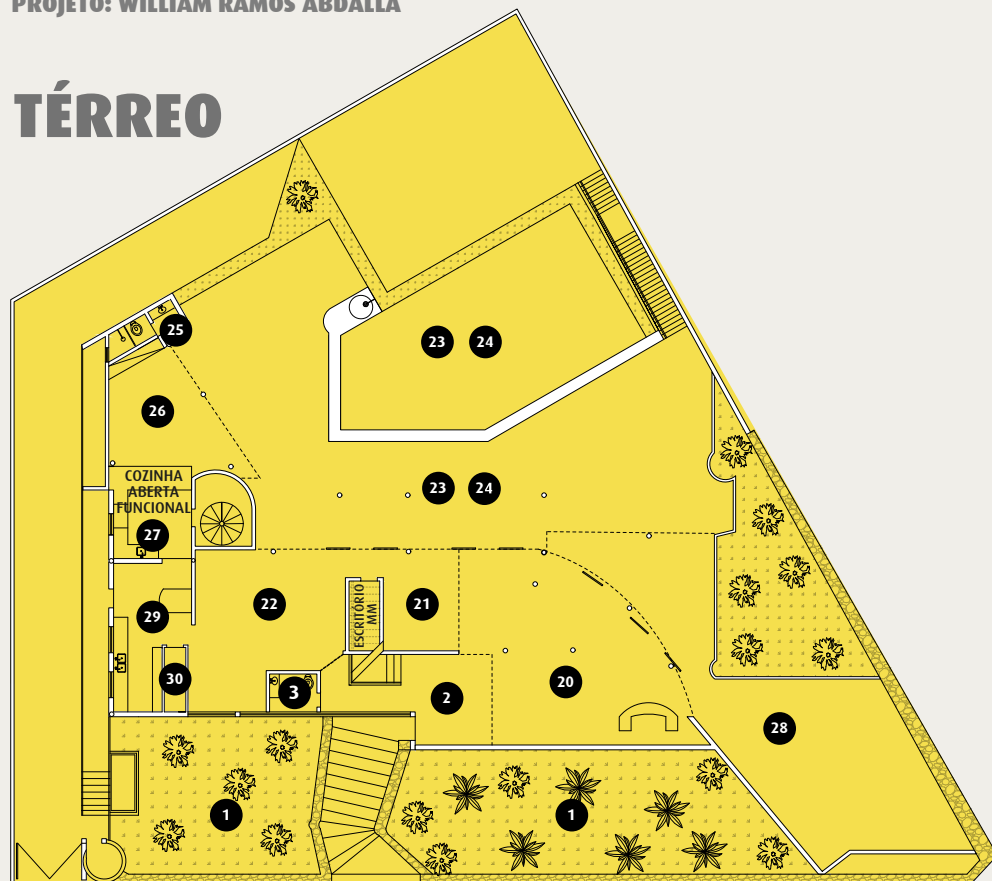 PROJETO: WILLIAM RAMOS ABDALLA
TÉRREO
23 24
25
26
COZINHA
ABERTA
FUNCIONAL
27
23 24
22
21
ESCRITÓRIO
MM
29
30
3
2
20
28
1
1